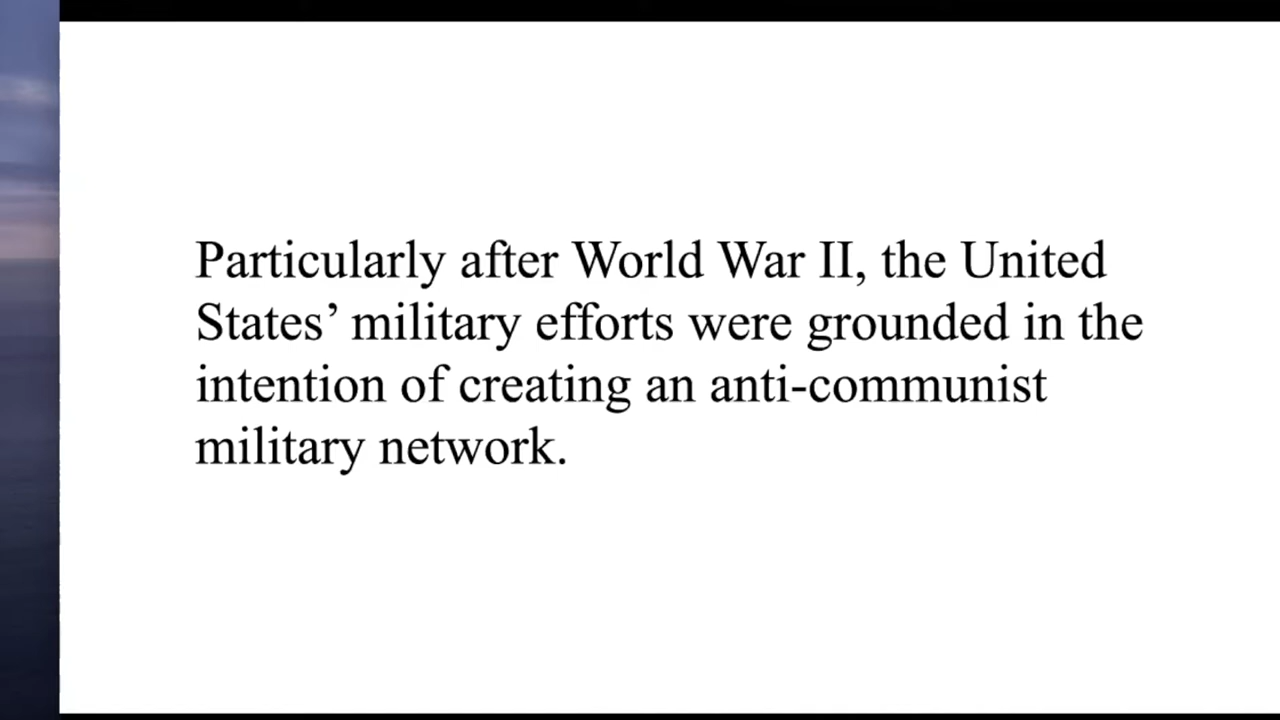 Particularly after World War II, the United
States’ military efforts were grounded in the
intention of creating an anti-communist
military network.